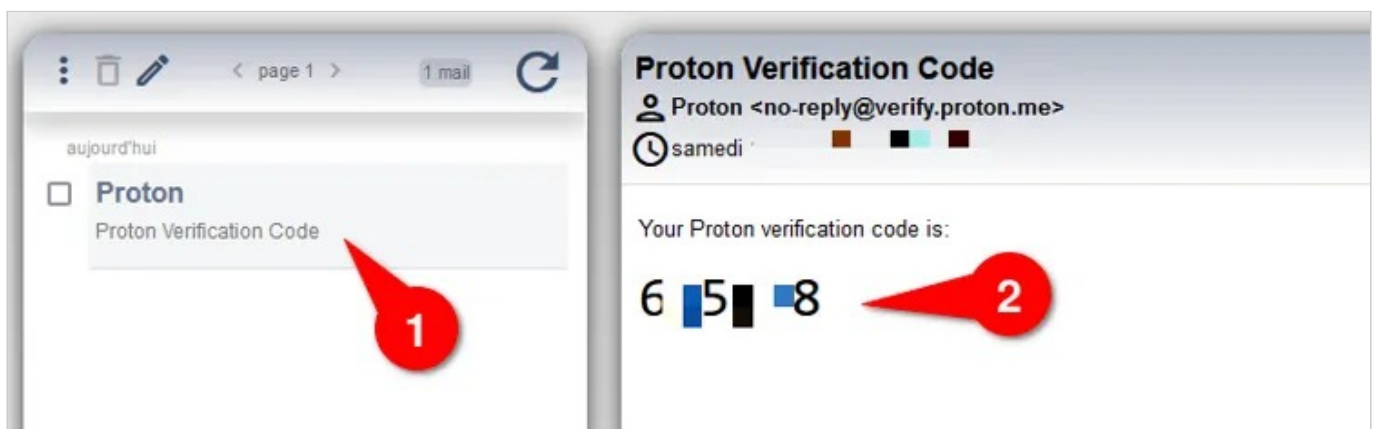 page 1
1 mail
aujourd'hui
Proton
Proton Verification Code
1
Proton Verification Code
Proton <no-reply@verify.proton.me>
samedi
Your Proton verification code is:
6 5 8
2